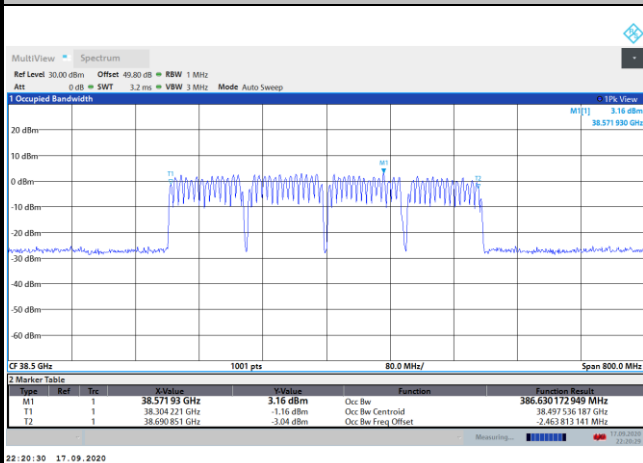 MultiView Spectrum
Ref Level 30.00 dBm Offset 49.80 dB RBW 1 MHz
Att 0 dB SWT 3.2 ms VBW 3 MHz Mode Auto Sweep
1 Occupied Bandwidth 1Pk View
M1[1] 3.16 dBm
38.571 930 GHz
20 dBm
10 dBm
M1
T1
T2
0 dBm
-10 dBm
-20 dBm
-30 dBm
-40 dBm
-50 dBm
-60 dBm
CF 38.5 GHz 1001 pts 80.0 MHz/ Span 800.0 MHz
2 Marker Table
Type Ref Trc X-Value Y-Value Function Function Result
M1 1 38.571 93 GHz 3.16 dBm Occ Bw 386.630 172 949 MHz
T1 1 38.304 221 GHz -1.16 dBm Occ Bw Centroid 38.497 536 187 GHz
T2 1 38.690 851 GHz -3.04 dBm Occ Bw Freq Offset -2.463 813 141 MHz
Measuring... 17.09.2020
22:20:29
22:20:30 17.09.2020